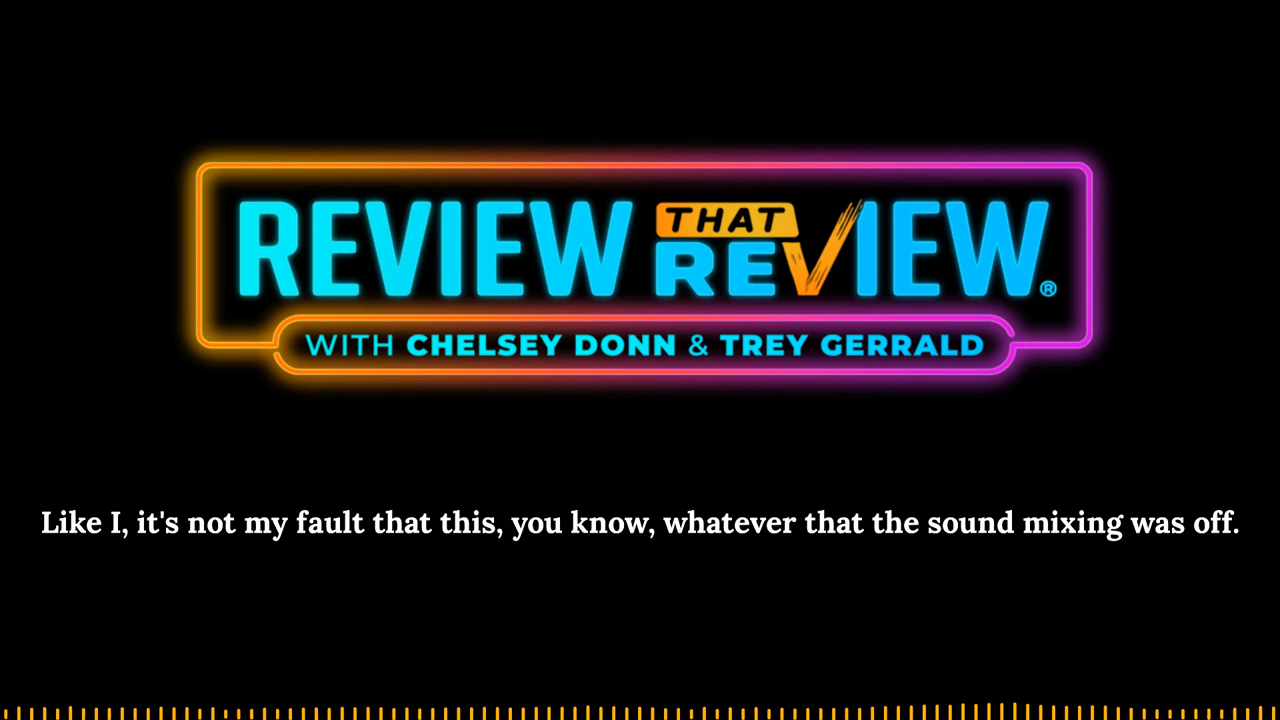 REVIEW THAT REVIEW®
WITH CHELSEY DONN & TREY GERRALD
Like I, it's not my fault that this, you know, whatever that the sound mixing was off.